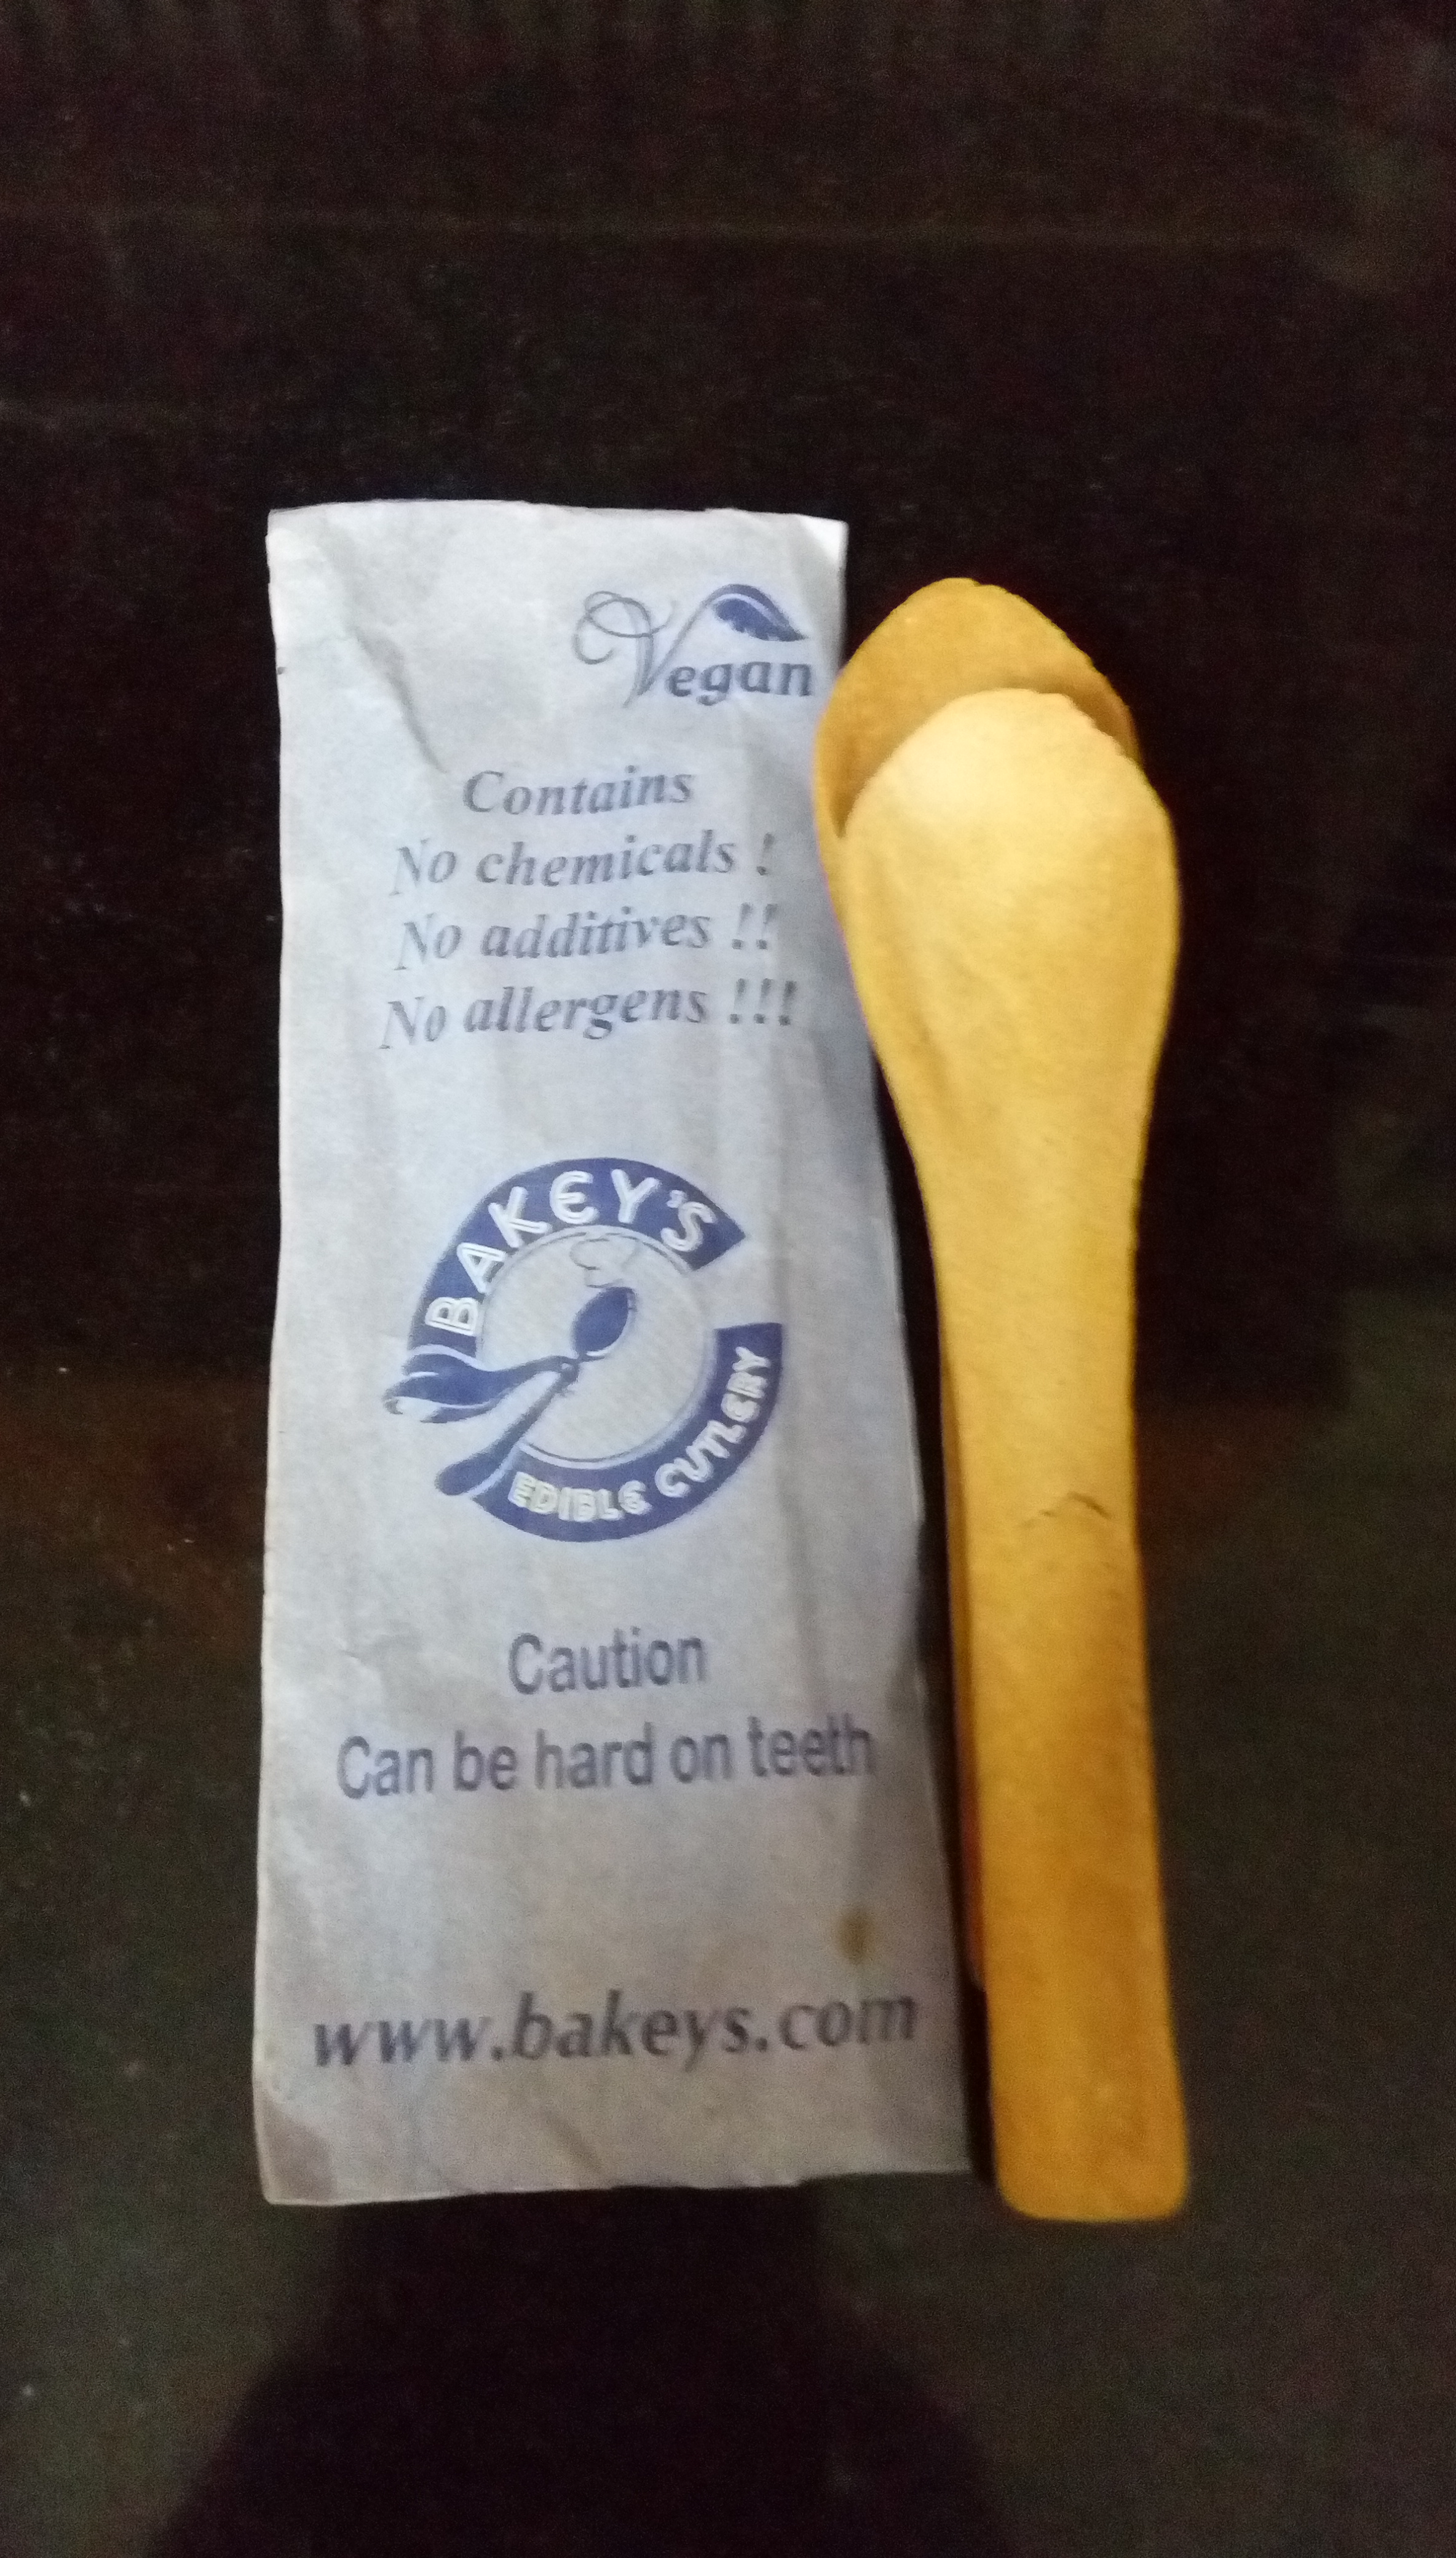 Vegan
Contains
No chemicals !
No additives !!
No allergens !!!
BAKEY'S
EDIBLE CUTLERY
Caution
Can be hard on teeth
www.bakeys.com